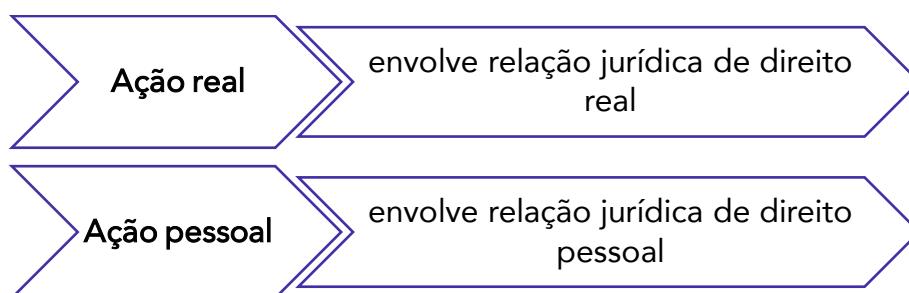 Ação real
envolve relação jurídica de direito
real
Ação pessoal
envolve relação jurídica de direito
pessoal